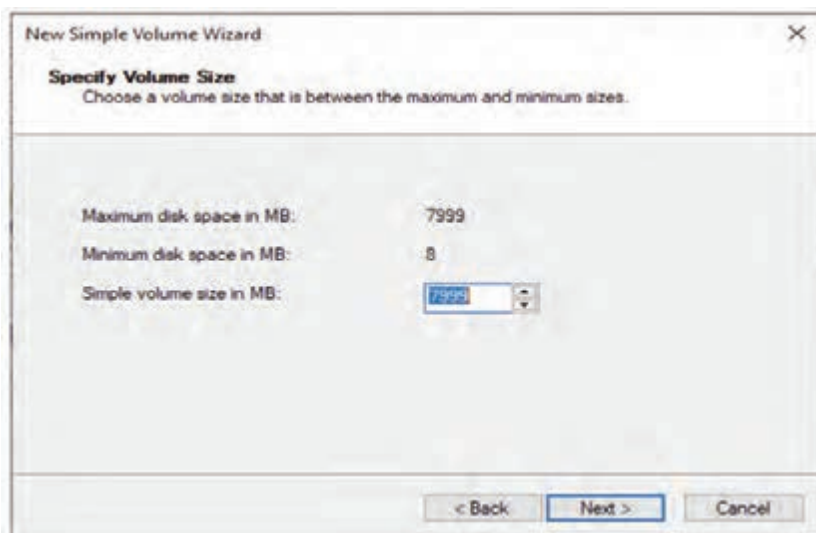 New Simple Volume Wizard
Specify Volume Size
Choose a volume size that is between the maximum and minimum sizes.
Maximum disk space in MB: 7999
Minimum disk space in MB: 8
Simple volume size in MB: 7999
< Back Next > Cancel